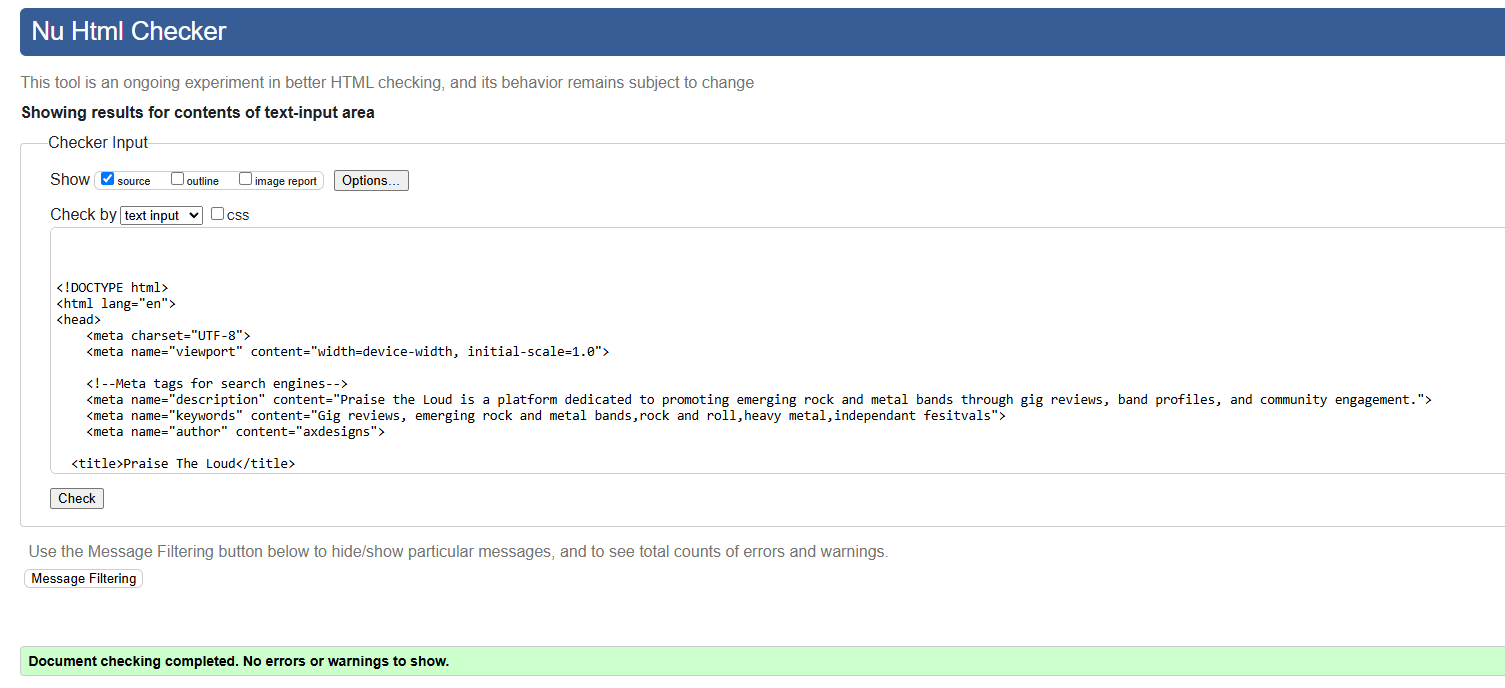 Nu Html Checker
This tool is an ongoing experiment in better HTML checking, and its behavior remains subject to change
Showing results for contents of text-input area
Checker Input
Show source outline image report Options...
Check by text input css
<!DOCTYPE html>
<html lang="en">
<head>
    <meta charset="UTF-8">
    <meta name="viewport" content="width=device-width, initial-scale=1.0">
    <!--Meta tags for search engines-->
    <meta name="description" content="Praise the Loud is a platform dedicated to promoting emerging rock and metal bands through gig reviews, band profiles, and community engagement.">
    <meta name="keywords" content="Gig reviews, emerging rock and metal bands,rock and roll,heavy metal,independant fesitvals">
    <meta name="author" content="axdesigns">
  <title>Praise The Loud</title>
Check
Use the Message Filtering button below to hide/show particular messages, and to see total counts of errors and warnings.
Message Filtering
Document checking completed. No errors or warnings to show.